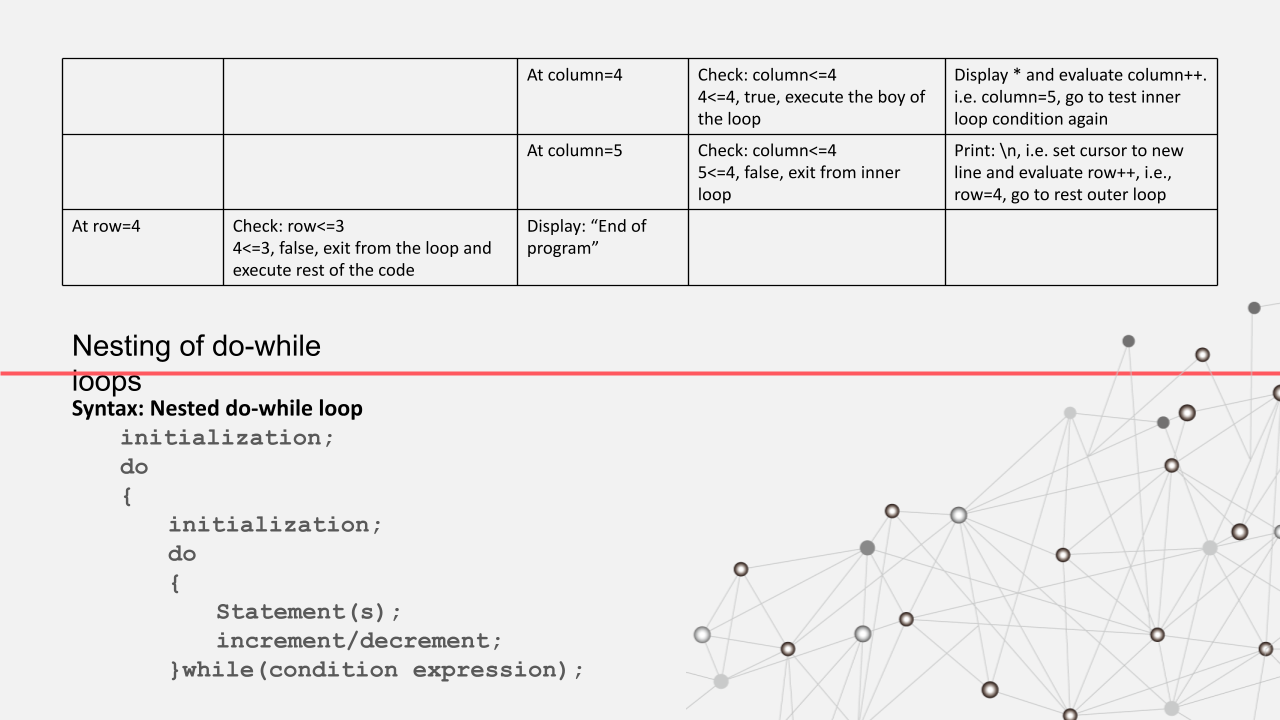 At column=4
Check: column<=4
4<=4, true, execute the boy of
the loop
Display * and evaluate column++.
i.e. column=5, go to test inner
loop condition again
At column=5
Check: column<=4
5<=4, false, exit from inner
loop
Print: \n, i.e. set cursor to new
line and evaluate row++, i.e.,
row=4, go to rest outer loop
At row=4
Check: row<=3
4<=3, false, exit from the loop and
execute rest of the code
Display: “End of
program”
Nesting of do-while
loops
Syntax: Nested do-while loop
initialization;
do
{
initialization;
do
{
Statement(s);
increment/decrement;
}while(condition expression);